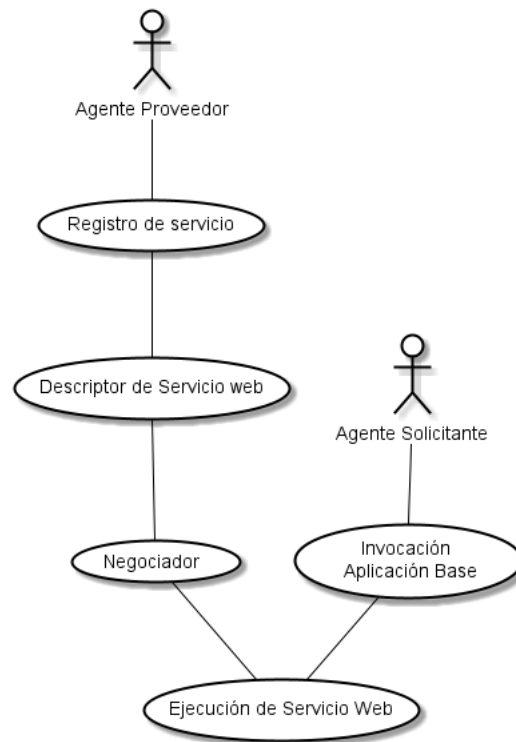 Agente Proveedor
Registro de servicio
Descriptor de Servicio web
Agente Solicitante
Negociador
Invocación
Aplicación Base
Ejecución de Servicio Web